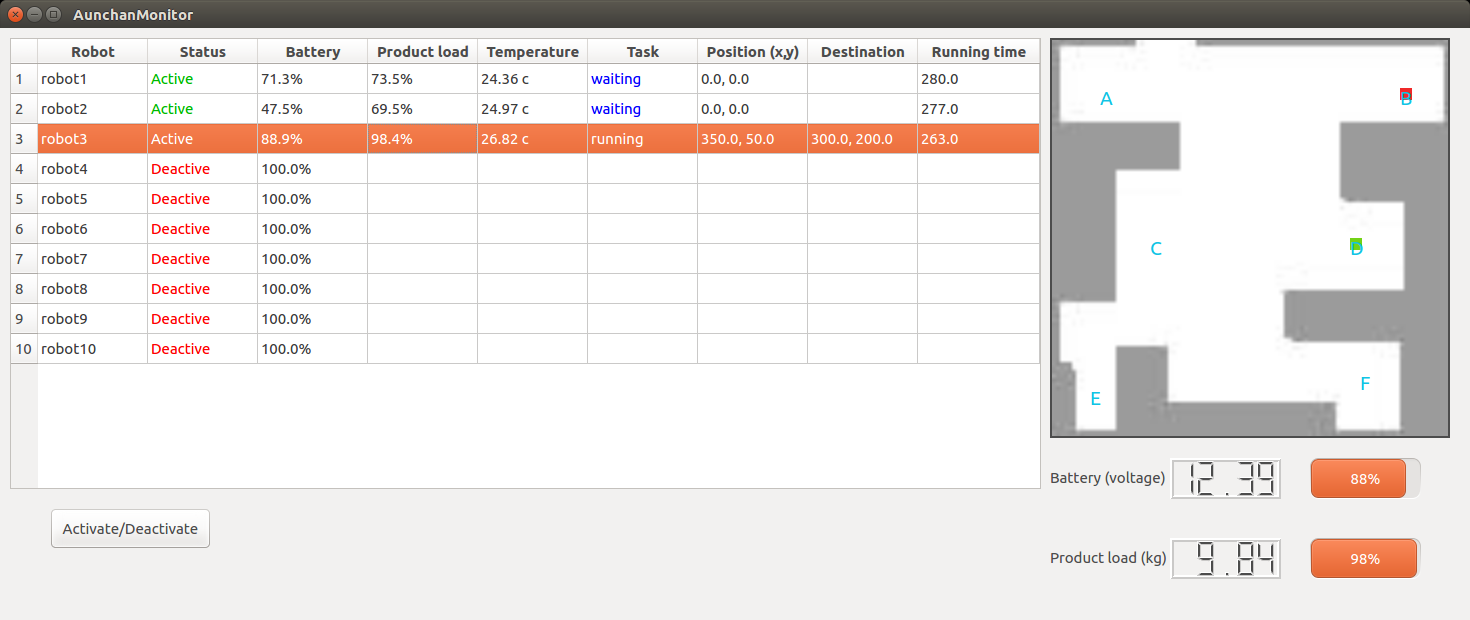 AunchanMonitor
Robot Status Battery Product load Temperature Task Position (x,y) Destination Running time
1 robot1 Active 71.3% 73.5% 24.36 c waiting 0.0, 0.0 280.0
2 robot2 Active 47.5% 69.5% 24.97 c waiting 0.0, 0.0 277.0
3 robot3 Active 88.9% 98.4% 26.82 c running 350.0, 50.0 300.0, 200.0 263.0
4 robot4 Deactive 100.0%
5 robot5 Deactive 100.0%
6 robot6 Deactive 100.0%
7 robot7 Deactive 100.0%
8 robot8 Deactive 100.0%
9 robot9 Deactive 100.0%
10 robot10 Deactive 100.0%
Activate/Deactivate
A B
C D
E F
Battery (voltage) 12.39 88%
Product load (kg) 9.84 98%